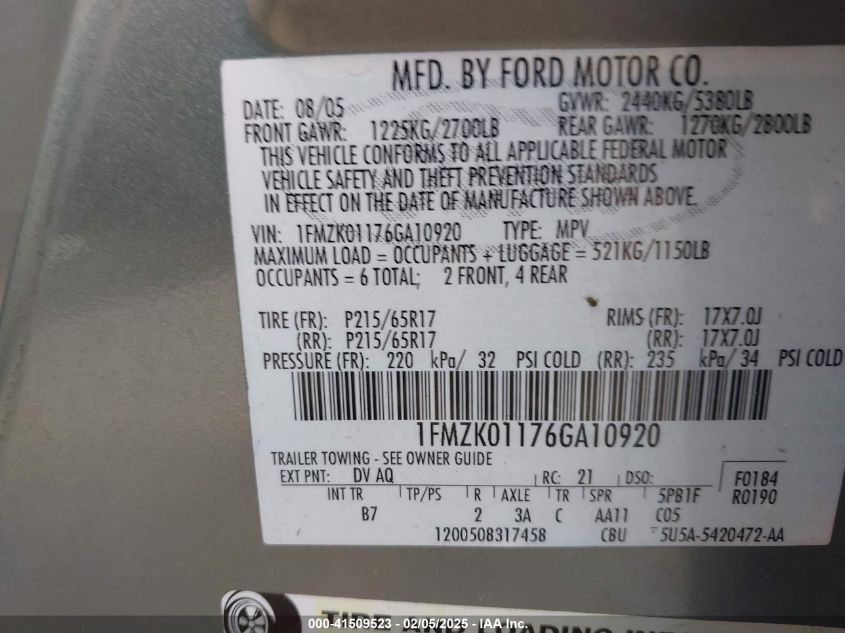 MFD. BY FORD MOTOR CO.
DATE: 08/05 GVWR: 2440KG/5380LB
FRONT GAWR: 1225KG/2700LB REAR GAWR: 1270KG/2800LB
THIS VEHICLE CONFORMS TO ALL APPLICABLE FEDERAL MOTOR
VEHICLE SAFETY AND THEFT PREVENTION STANDARDS
IN EFFECT ON THE DATE OF MANUFACTURE SHOWN ABOVE.
VIN: 1FMZK01176GA10920 TYPE: MPV
MAXIMUM LOAD = OCCUPANTS + LUGGAGE = 521KG/1150LB
OCCUPANTS = 6 TOTAL; 2 FRONT, 4 REAR
TIRE (FR): P215/65R17 RIMS (FR): 17X7.0J
(RR): P215/65R17 (RR): 17X7.0J
PRESSURE (FR): 220 kPa/ 32 PSI COLD (RR): 235 kPa/ 34 PSI COLD
1FMZK01176GA10920
TRAILER TOWING - SEE OWNER GUIDE
EXT PNT: DV AQ RC: 21 DSO: F0184
INT TR TP/PS R AXLE TR SPR 5PB1F R0190
B7 2 3A C AA11 C05
1200508317458 CBU 5U5A-5420472-AA
TIRE AND LOADING INF
000-41509523 - 02/05/2025 - IAA Inc.